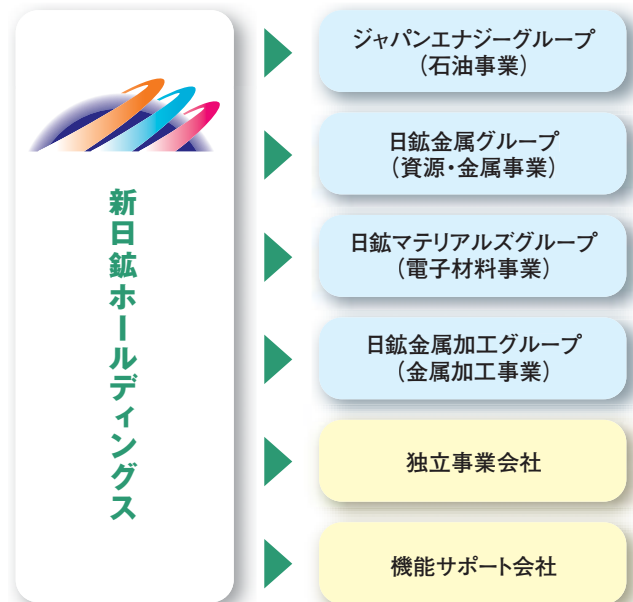 新日鉱ホールディングス
ジャパンエナジーグループ
（石油事業）
日鉱金属グループ
（資源・金属事業）
日鉱マテリアルズグループ
（電子材料事業）
日鉱金属加工グループ
（金属加工事業）
独立事業会社
機能サポート会社